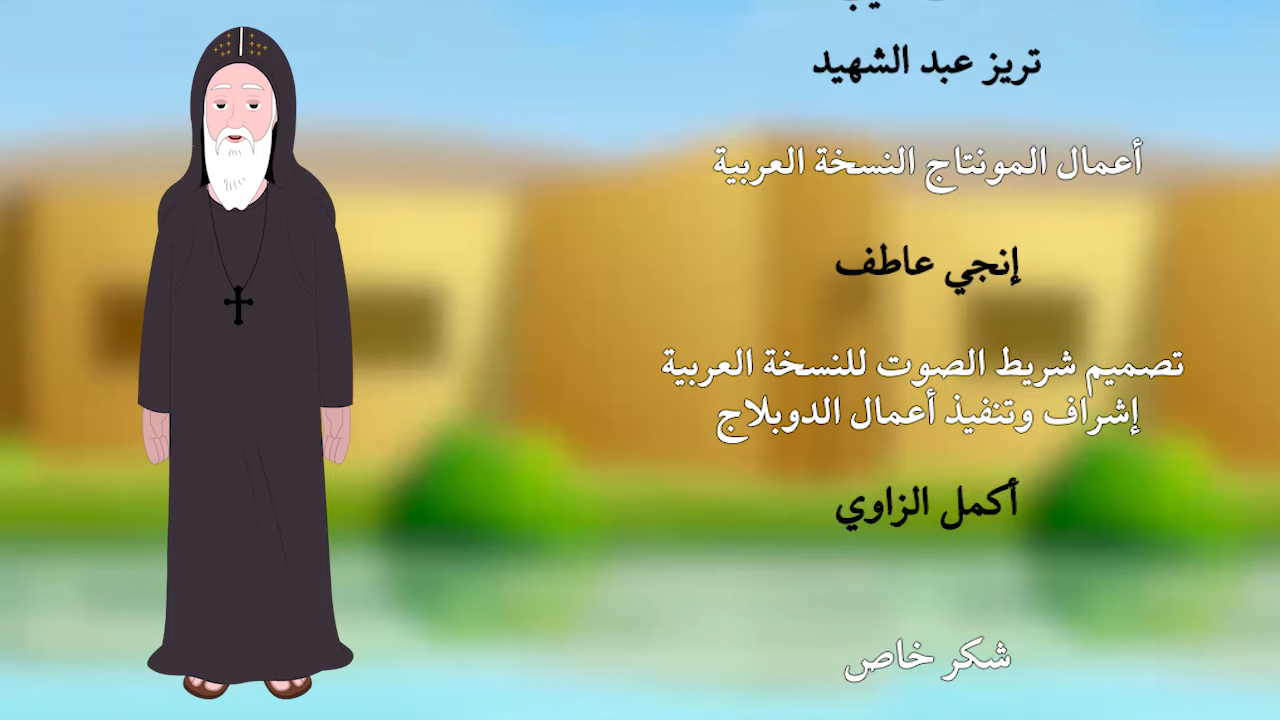 تريز عبد الشهيد
أعمال المونتاج النسخة العربية
إنجي عاطف
تصميم شريط الصوت للنسخة العربية
إشراف وتنفيذ أعمال الدوبلاج
أكمل الزاوي
شكر خاص